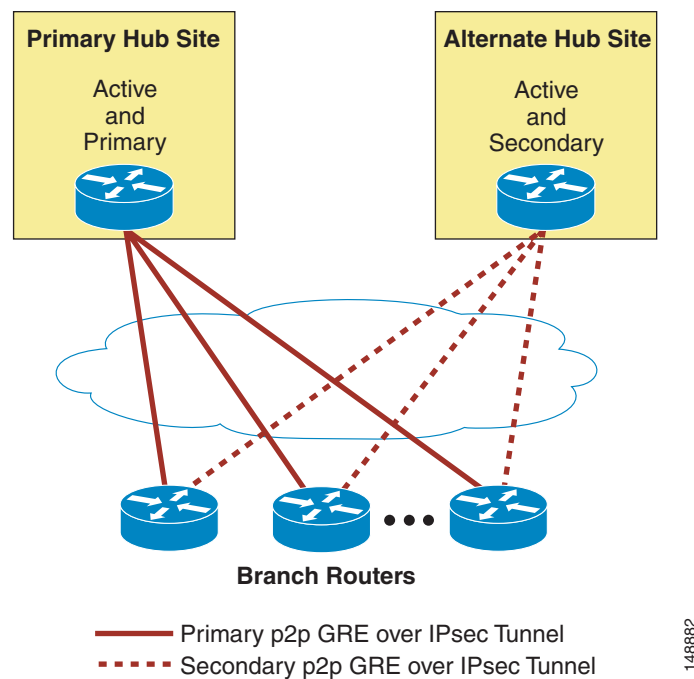 Primary Hub Site
Active
and
Primary
Alternate Hub Site
Active
and
Secondary
Branch Routers
Primary p2p GRE over IPsec Tunnel
Secondary p2p GRE over IPsec Tunnel
148882